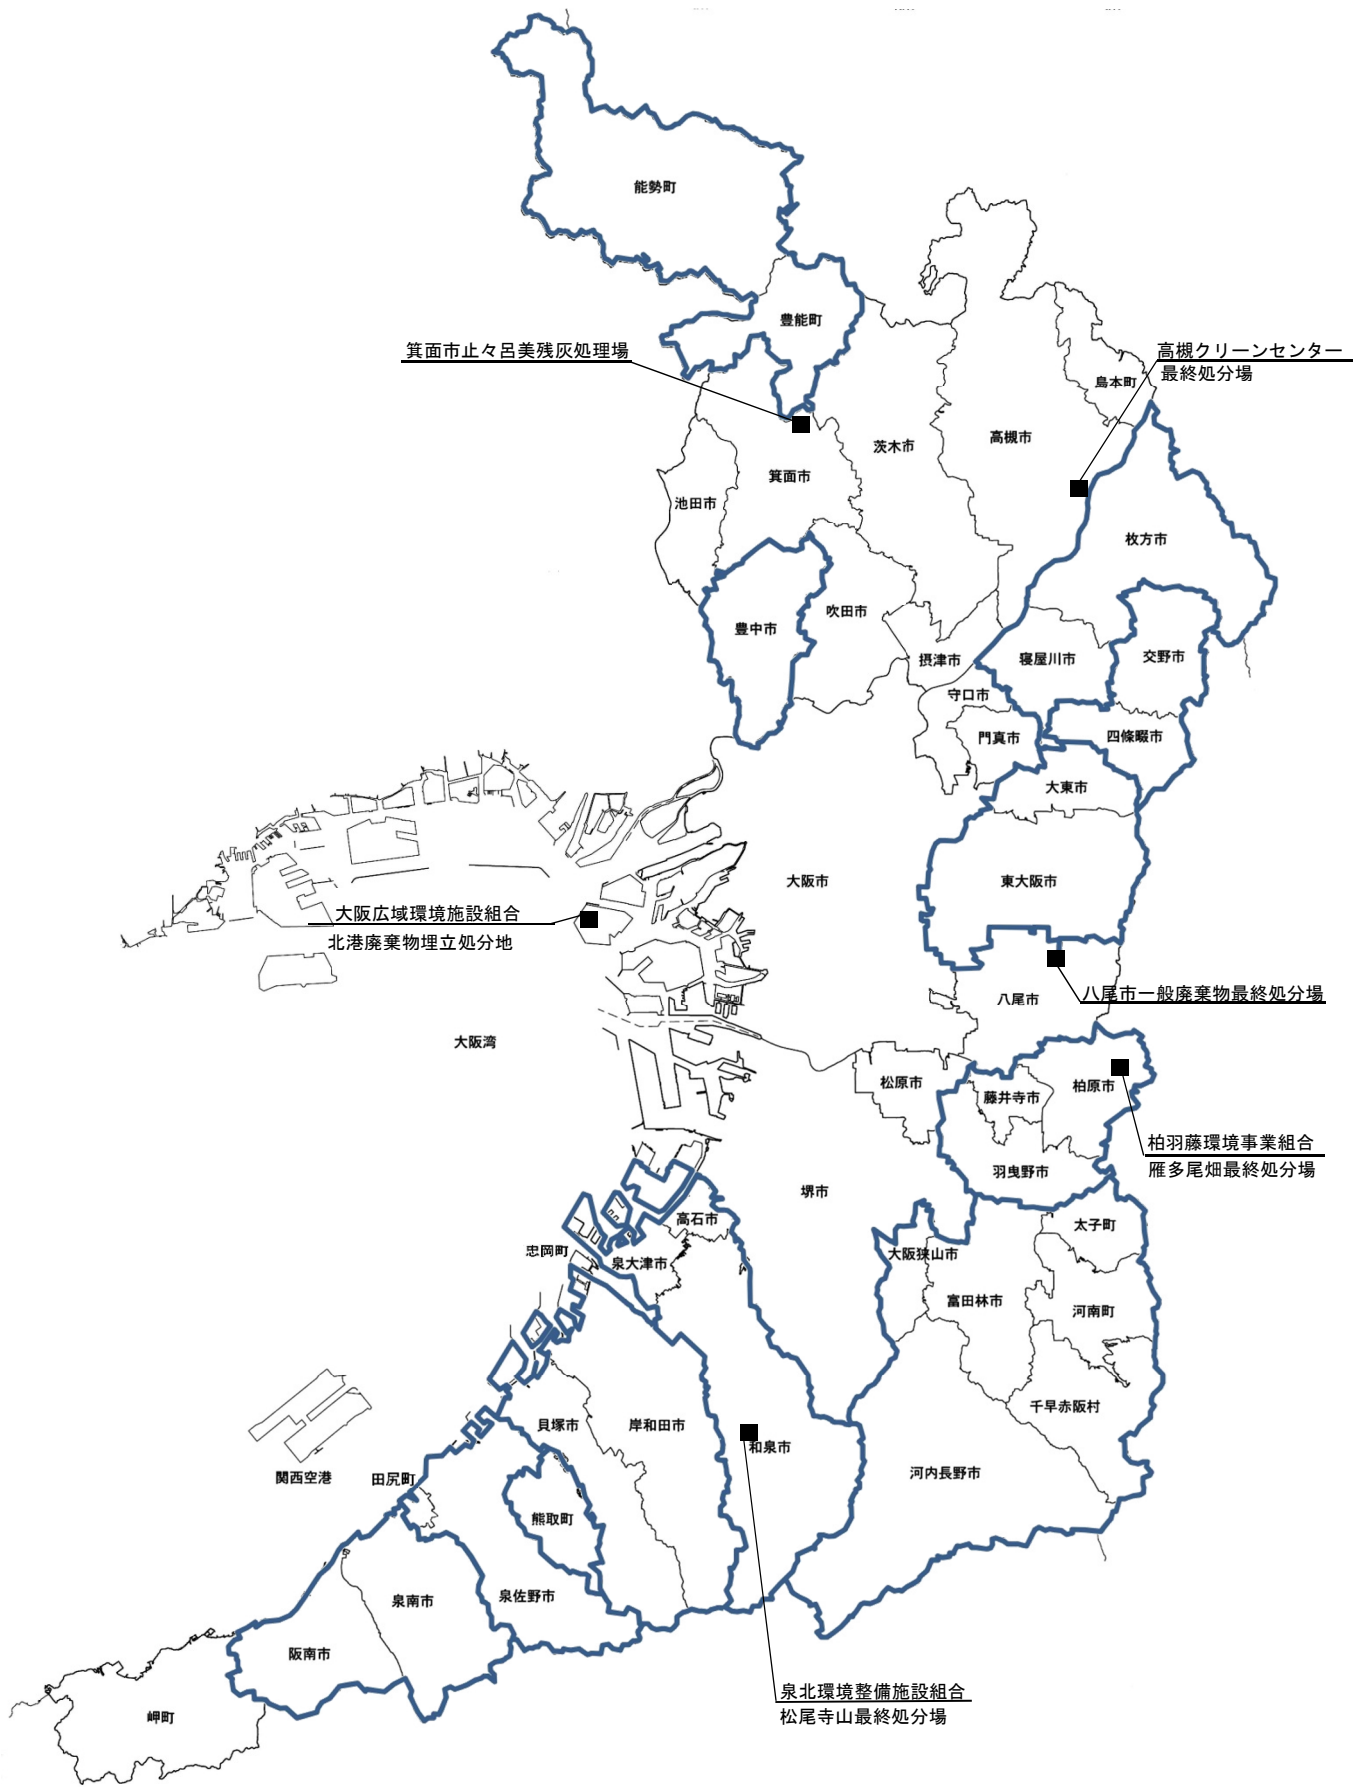 能勢町
豊能町
箕面市止々呂美残灰処理場
高槻クリーンセンター
最終処分場
島本町
高槻市
茨木市
箕面市
池田市
枚方市
吹田市
豊中市
摂津市
寝屋川市
交野市
守口市
門真市
四條畷市
大東市
大阪市
東大阪市
大阪広域環境施設組合
北港廃棄物埋立処分地
八尾市一般廃棄物最終処分場
八尾市
大阪湾
松原市
藤井寺市
柏原市
柏羽藤環境事業組合
雁多尾畑最終処分場
羽曳野市
堺市
高石市
太子町
忠岡町
泉大津市
大阪狭山市
富田林市
河南町
千早赤阪村
貝塚市
岸和田市
和泉市
河内長野市
関西空港
田尻町
熊取町
泉佐野市
泉南市
阪南市
岬町
泉北環境整備施設組合
松尾寺山最終処分場